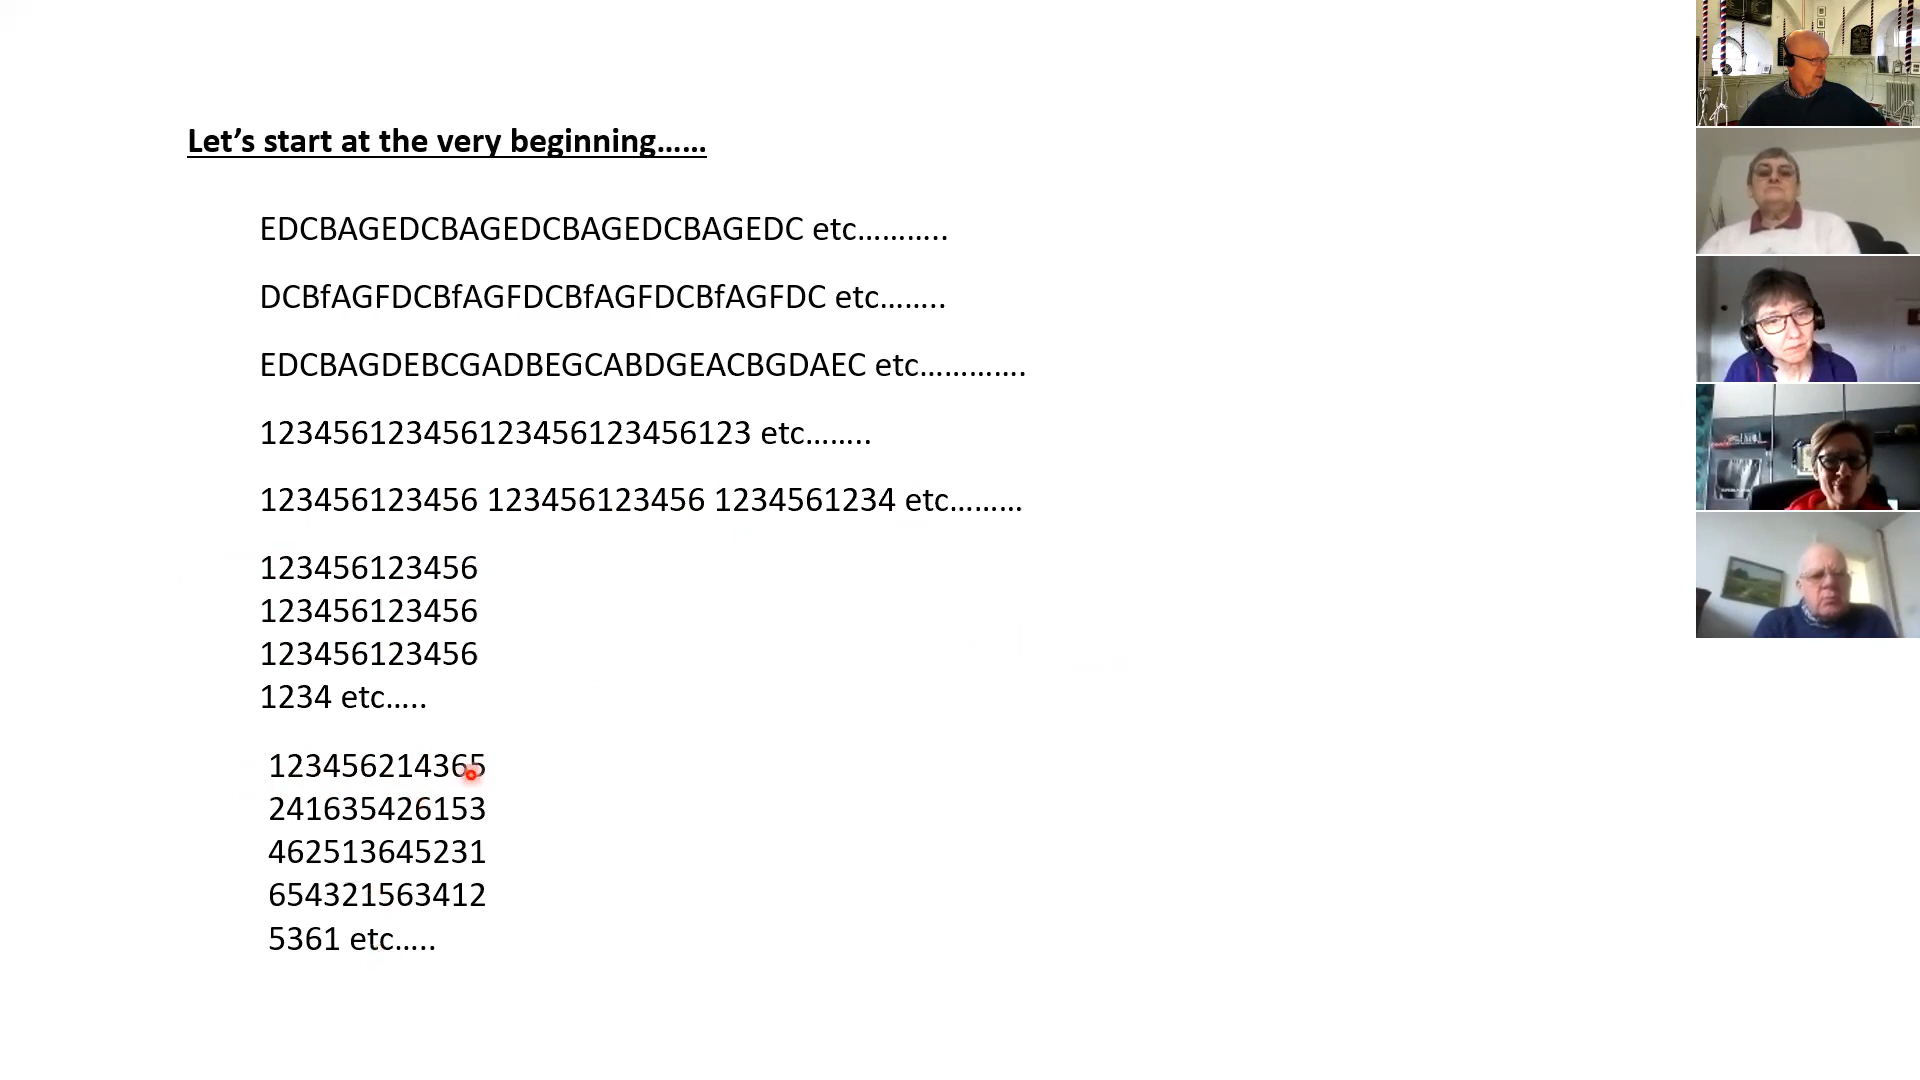 Let’s start at the very beginning……
EDCBAGEDCBAGEDCBAGEDCBAGEDC etc………..
DCBfAGFDCBfAGFDCBfAGFDCBfAGFDC etc……..
EDCBAGDEBCGADBEGCABDGEACBGDAEC etc………….
123456123456123456123456123 etc……..
123456123456 123456123456 1234561234 etc………
123456123456
123456123456
123456123456
1234 etc…..
123456214365
241635426153
462513645231
654321563412
5361 etc…..